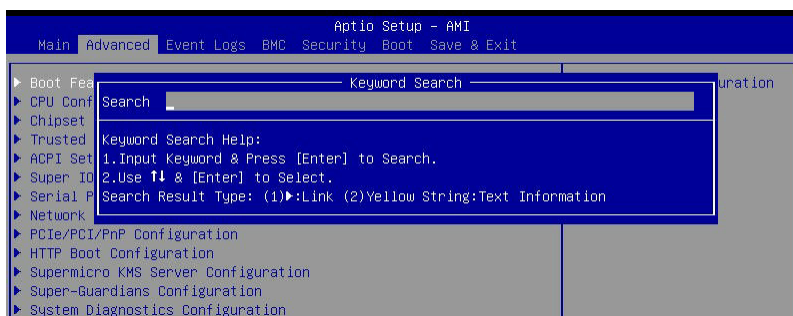 Aptio Setup – AMI
Main Advanced Event Logs BMC Security Boot Save & Exit
Keyword Search
▶ Boot Fea
uration
▶ CPU Conf
Search
▶ Chipset
▶ Trusted
Keyword Search Help:
▶ ACPI Set
1.Input Keyword & Press [Enter] to Search.
▶ Super IO
2.Use ↑↓ & [Enter] to Select.
▶ Serial P
Search Result Type: (1)▶:Link (2)Yellow String:Text Information
▶ Network
▶ PCIe/PCI/PnP Configuration
▶ HTTP Boot Configuration
▶ Supermicro KMS Server Configuration
▶ Super-Guardians Configuration
▶ System Diagnostics Configuration